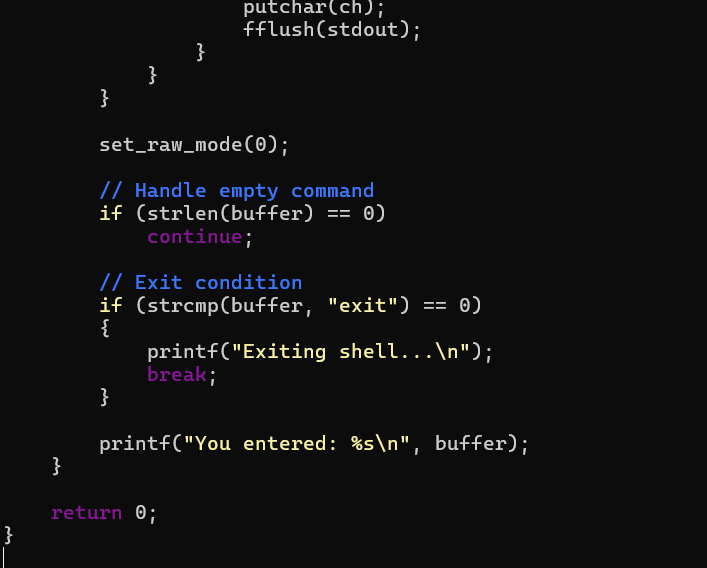 putchar(ch);
fflush(stdout);
}
}
}
set_raw_mode(0);
// Handle empty command
if (strlen(buffer) == 0)
continue;
// Exit condition
if (strcmp(buffer, "exit") == 0)
{
printf("Exiting shell...\n");
break;
}
printf("You entered: %s\n", buffer);
}
return 0;
}